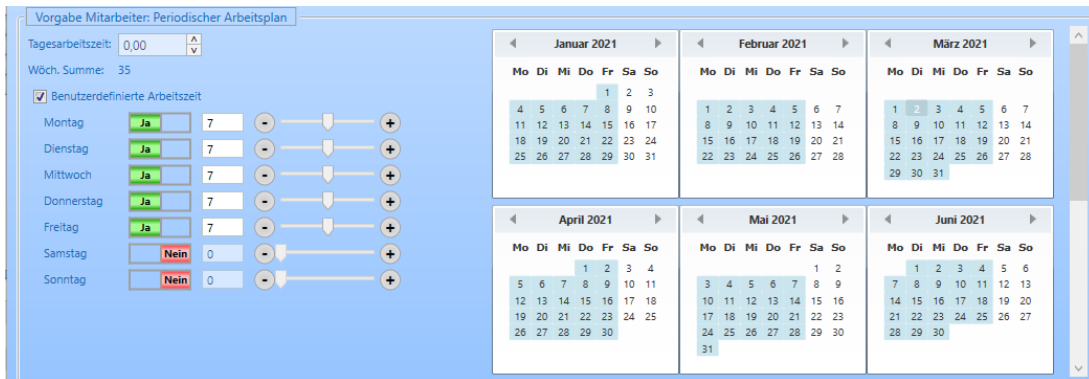 Vorgabe Mitarbeiter: Periodischer Arbeitsplan
Tagesarbeitszeit: 0,00
Wöch. Summe: 35
Benutzerdefinierte Arbeitszeit
Montag Ja 7 - +
Dienstag Ja 7 - +
Mittwoch Ja 7 - +
Donnerstag Ja 7 - +
Freitag Ja 7 - +
Samstag Nein 0 - +
Sonntag Nein 0 - +
Januar 2021
Mo Di Mi Do Fr Sa So
1 2 3
4 5 6 7 8 9 10
11 12 13 14 15 16 17
18 19 20 21 22 23 24
25 26 27 28 29 30 31
Februar 2021
Mo Di Mi Do Fr Sa So
1 2 3 4 5 6 7
8 9 10 11 12 13 14
15 16 17 18 19 20 21
22 23 24 25 26 27 28
März 2021
Mo Di Mi Do Fr Sa So
1 2 3 4 5 6 7
8 9 10 11 12 13 14
15 16 17 18 19 20 21
22 23 24 25 26 27 28
29 30 31
April 2021
Mo Di Mi Do Fr Sa So
1 2 3 4
5 6 7 8 9 10 11
12 13 14 15 16 17 18
19 20 21 22 23 24 25
26 27 28 29 30
Mai 2021
Mo Di Mi Do Fr Sa So
1 2
3 4 5 6 7 8 9
10 11 12 13 14 15 16
17 18 19 20 21 22 23
24 25 26 27 28 29 30
31
Juni 2021
Mo Di Mi Do Fr Sa So
1 2 3 4 5 6
7 8 9 10 11 12 13
14 15 16 17 18 19 20
21 22 23 24 25 26 27
28 29 30